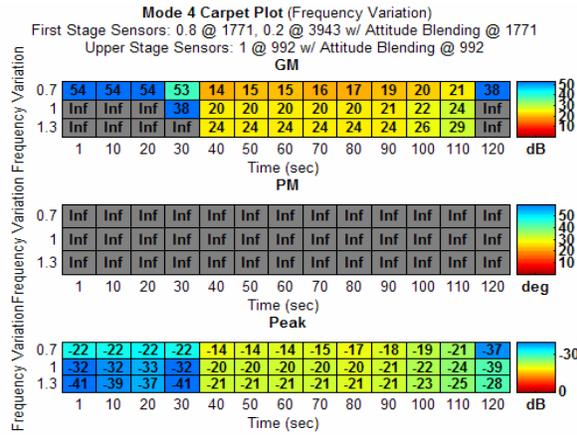 Mode 4 Carpet Plot (Frequency Variation)
First Stage Sensors: 0.8 @ 1771, 0.2 @ 3943 w/ Attitude Blending @ 1771
Upper Stage Sensors: 1 @ 992 w/ Attitude Blending @ 992
GM
Frequency Variation
0.7 54 54 54 53 14 15 15 16 17 19 20 21 38
1 Inf Inf Inf 38 20 20 20 20 20 21 22 24 Inf
1.3 Inf Inf Inf Inf 24 24 24 24 24 24 26 29 Inf
1 10 20 30 40 50 60 70 80 90 100 110 120
Time (sec)
50
40
30
20
10
dB
PM
Frequency Variation
0.7 Inf Inf Inf Inf Inf Inf Inf Inf Inf Inf Inf Inf Inf
1 Inf Inf Inf Inf Inf Inf Inf Inf Inf Inf Inf Inf Inf
1.3 Inf Inf Inf Inf Inf Inf Inf Inf Inf Inf Inf Inf Inf
1 10 20 30 40 50 60 70 80 90 100 110 120
Time (sec)
50
40
30
20
10
deg
Peak
Frequency Variation
0.7 -22 -22 -22 -22 -14 -14 -14 -15 -17 -18 -19 -21 -37
1 -32 -32 -33 -32 -20 -20 -20 -20 -20 -21 -22 -24 -39
1.3 -41 -39 -37 -41 -21 -21 -21 -21 -21 -21 -23 -25 -28
1 10 20 30 40 50 60 70 80 90 100 110 120
Time (sec)
-30
0
dB